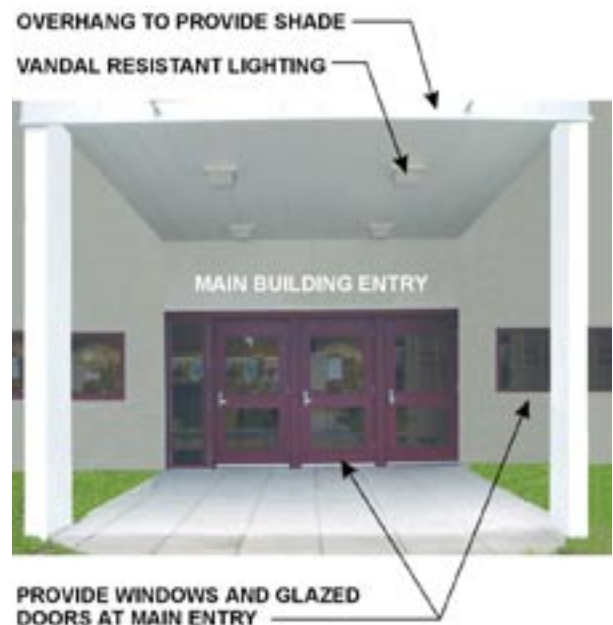 OVERHANG TO PROVIDE SHADE
VANDAL RESISTANT LIGHTING
MAIN BUILDING ENTRY
PROVIDE WINDOWS AND GLAZED
DOORS AT MAIN ENTRY